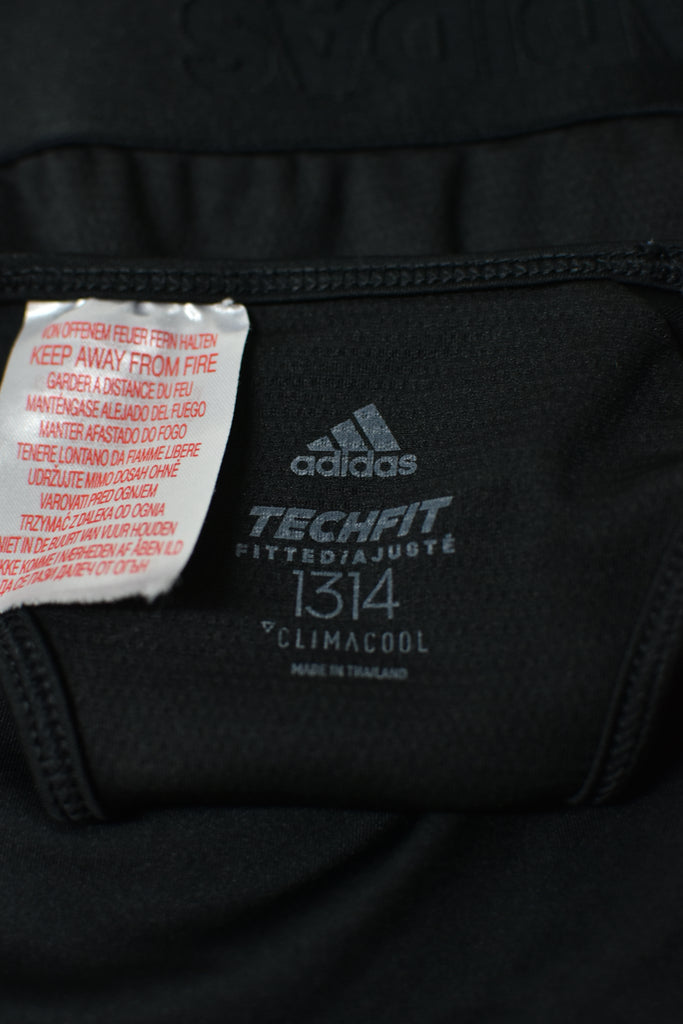 VON OFFENEM FEUER FERN HALTEN
KEEP AWAY FROM FIRE
GARDER À DISTANCE DU FEU
MANTÉNGASE ALEJADO DEL FUEGO
MANTER AFASTADO DO FOGO
TENERE LONTANO DA FIAMME LIBERE
UDRŽUJTE MIMO DOSAH OHNĚ
VAROVATI PRED OGNJEM
TRZYMAĆ Z DALEKA OD OGNIA
NIET IN DE BUURT VAN VUUR HOUDEN
KOMME I NÆRHEDEN AF ÅBEN ILD
ДА СЕ ПАЗИ ДАЛЕЧ ОТ ОГЪН
adidas
TECHFIT
FITTED/AJUSTÉ
1314
CLIMACOOL
MADE IN THAILAND